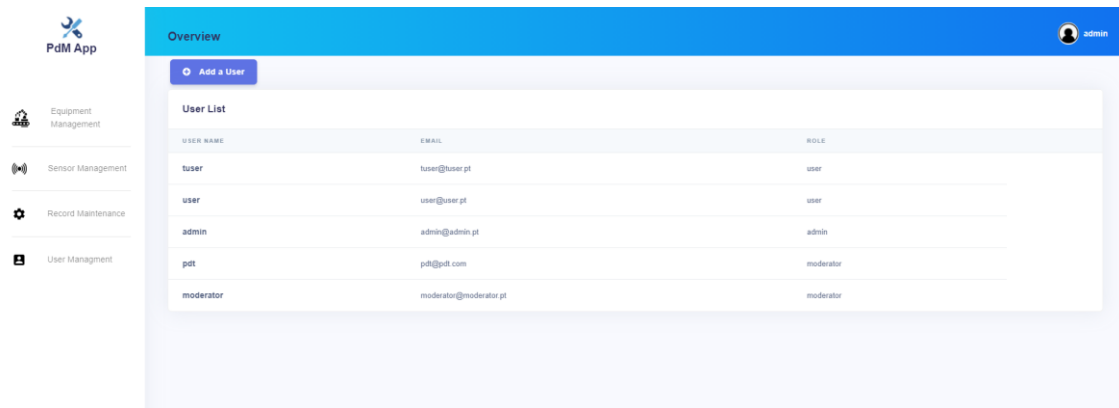 PdM App
Overview
admin
Add a User
Equipment
Management
Sensor Management
Record Maintenance
User Managment
User List
USER NAME EMAIL ROLE
tuser tuser@tuser.pt user
user user@user.pt user
admin admin@admin.pt admin
pdt pdt@pdt.com moderator
moderator moderator@moderator.pt moderator